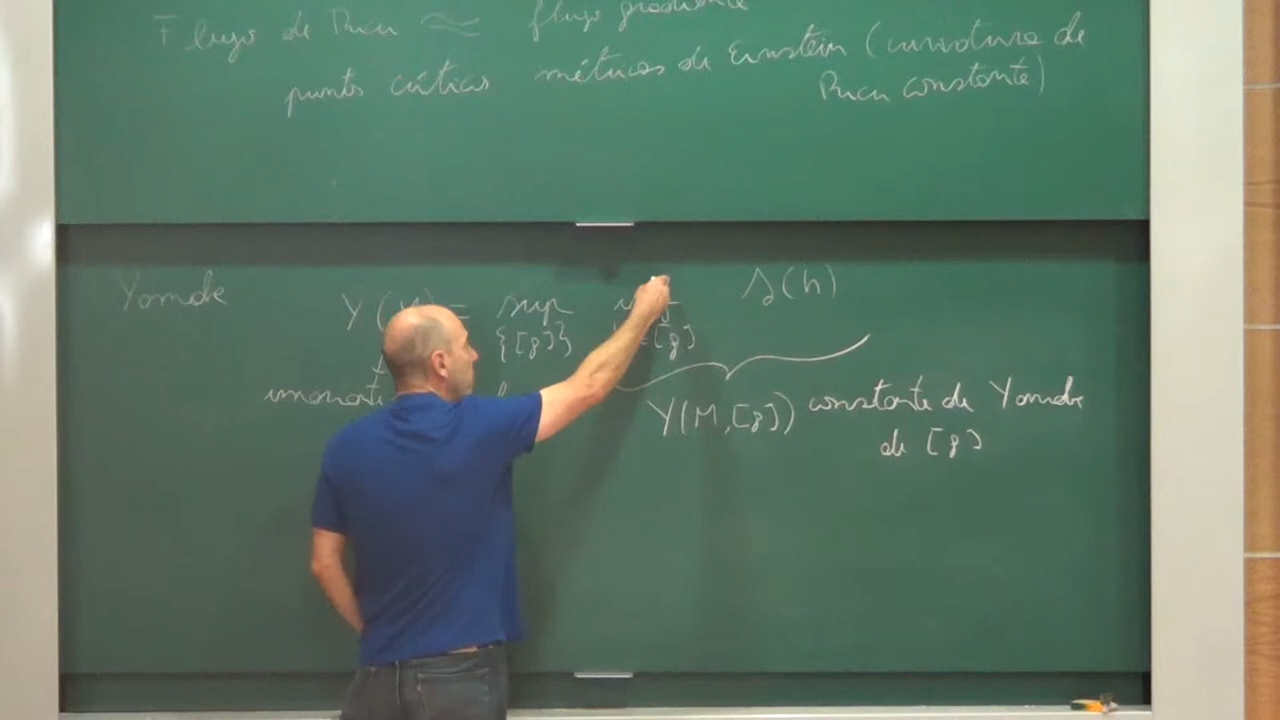 Flujo de Ricci ≈ flujo gradiente
puntos críticos métricas de Einstein (curvatura de
Ricci constante)
Yamabe Y(M) = sup inf S(h)
{[g]} [g]
invariante
Y(M,[g]) constante de Yamabe
de [g]